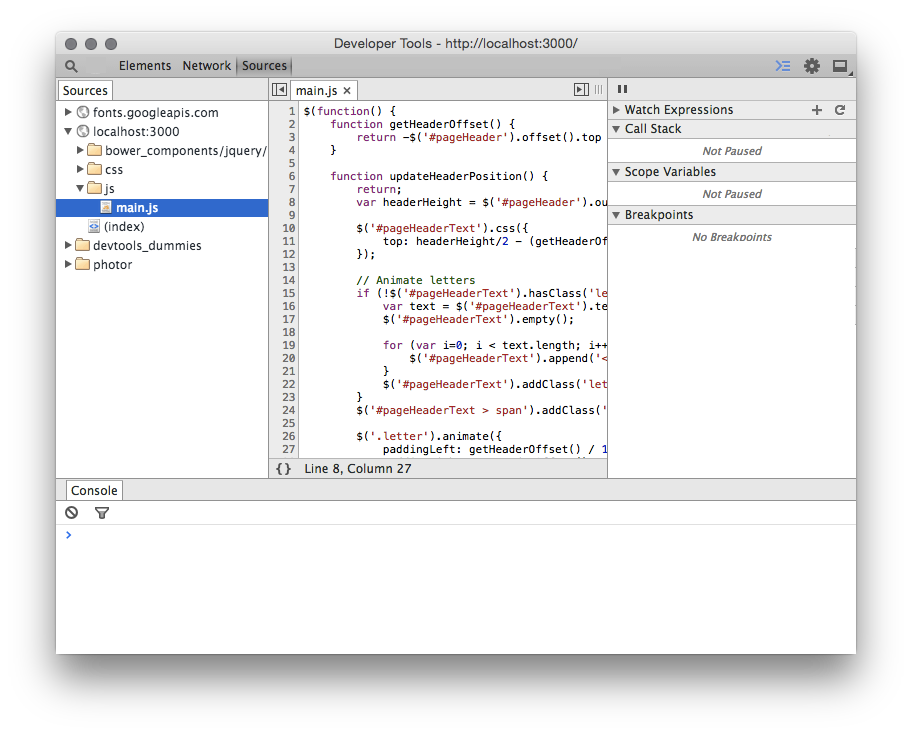 Developer Tools - http://localhost:3000/
Elements Network Sources
Sources
fonts.googleapis.com
localhost:3000
bower_components/jquery/
css
js
main.js
(index)
devtools_dummies
photor
main.js ×
1 $(function() {
2 function getHeaderOffset() {
3 return -$('#pageHeader').offset().top
4 }
5
6 function updateHeaderPosition() {
7 return;
8 var headerHeight = $('#pageHeader').ou
9
10 $('#pageHeaderText').css({
11 top: headerHeight/2 - (getHeaderOf
12 });
13
14 // Animate letters
15 if (!$('#pageHeaderText').hasClass('le
16 var text = $('#pageHeaderText').te
17 $('#pageHeaderText').empty();
18
19 for (var i=0; i < text.length; i++
20 $('#pageHeaderText').append('<
21 }
22 $('#pageHeaderText').addClass('let
23 }
24 $('#pageHeaderText > span').addClass('
25
26 $('.letter').animate({
27 paddingLeft: getHeaderOffset() / 1
{ } Line 8, Column 27
Watch Expressions
Call Stack
Not Paused
Scope Variables
Not Paused
Breakpoints
No Breakpoints
Console
>